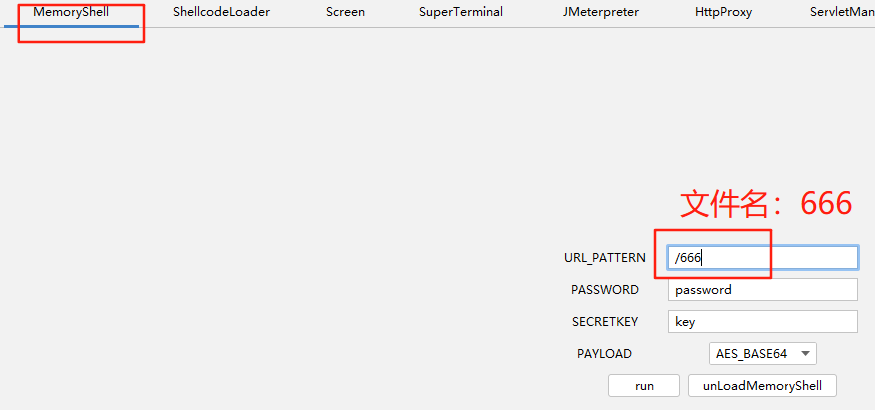 MemoryShell ShellcodeLoader Screen SuperTerminal JMeterpreter HttpProxy ServletMan
文件名：666
URL_PATTERN /666
PASSWORD password
SECRETKEY key
PAYLOAD AES_BASE64
run unLoadMemoryShell